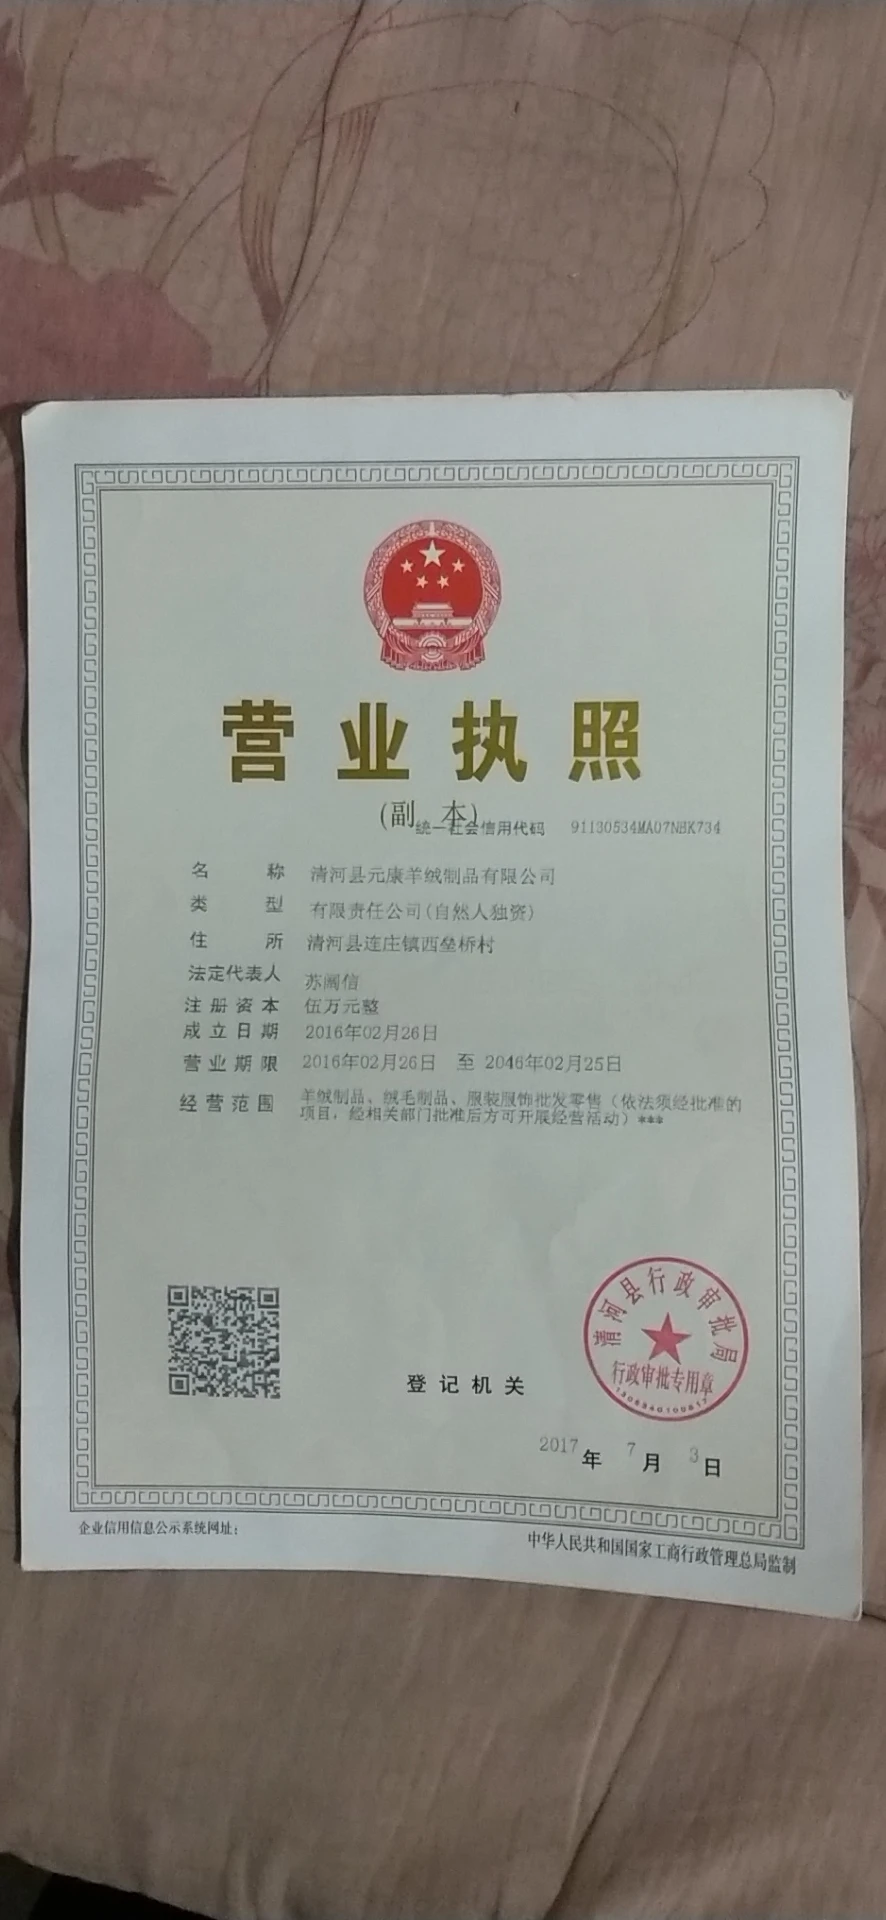 营业执照
(副 本)
统一社会信用代码 91130534MA07NHK734
名 称 清河县元康羊绒制品有限公司
类 型 有限责任公司(自然人独资)
住 所 清河县连庄镇西垒桥村
法定代表人 苏阔信
注册资本 伍万元整
成立日期 2016年02月26日
营业期限 2016年02月26日 至 2046年02月25日
经营范围 羊绒制品、绒毛制品、服装服饰批发零售(依法须经批准的
项目,经相关部门批准后方可开展经营活动)***
清河县行政审批局
行政审批专用章
登记机关
2017年 7月 3日
企业信用信息公示系统网址:
中华人民共和国国家工商行政管理总局监制